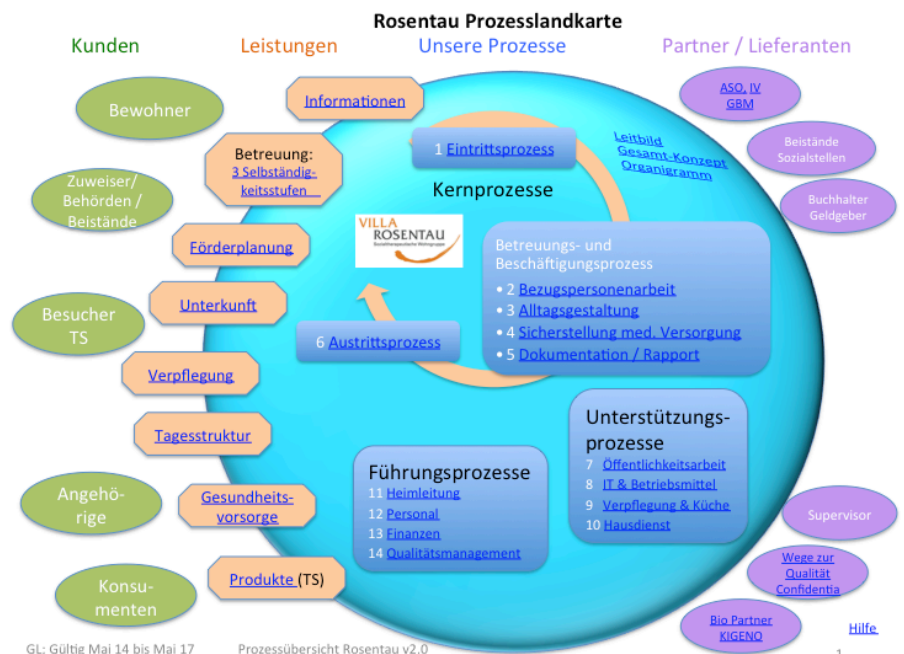 Rosentau Prozesslandkarte
Kunden
Leistungen
Unsere Prozesse
Partner / Lieferanten
Bewohner
Zuweiser/
Behörden /
Beistände
Besucher
TS
Angehö-
rige
Konsu-
menten
Informationen
Betreuung:
3 Selbständig-
keitsstufen
Förderplanung
Unterkunft
Verpflegung
Tagesstruktur
Gesundheits-
vorsorge
Produkte (TS)
1 Eintrittsprozess
Kernprozesse
VILLA
ROSENTAU
Sozialtherapeutische Wohngruppe
Leitbild
Gesamt-Konzept
Organigramm
Betreuungs- und
Beschäftigungsprozess
• 2 Bezugspersonenarbeit
• 3 Alltagsgestaltung
• 4 Sicherstellung med. Versorgung
• 5 Dokumentation / Rapport
6 Austrittsprozess
Unterstützungs-
prozesse
7 Öffentlichkeitsarbeit
8 IT & Betriebsmittel
9 Verpflegung & Küche
10 Hausdienst
Führungsprozesse
11 Heimleitung
12 Personal
13 Finanzen
14 Qualitätsmanagement
ASO, IV
GBM
Beistände
Sozialstellen
Buchhalter
Geldgeber
Supervisor
Wege zur
Qualität
Confidentia
Bio Partner
KIGENO
Hilfe
GL: Gültig Mai 14 bis Mai 17
Prozessübersicht Rosentau v2.0
1